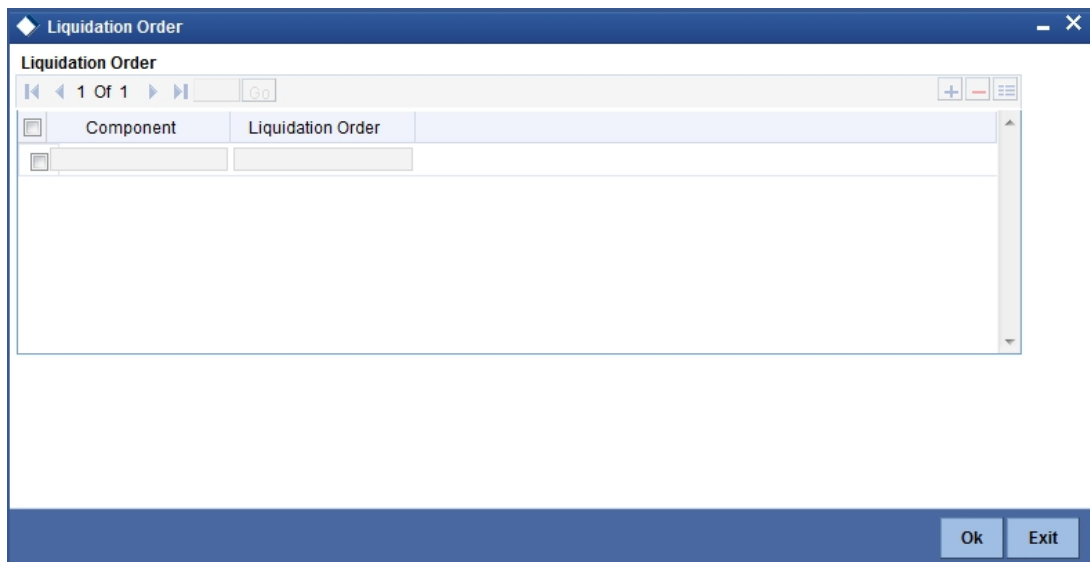 Liquidation Order
Liquidation Order
1 Of 1 Go
Component Liquidation Order
Ok Exit